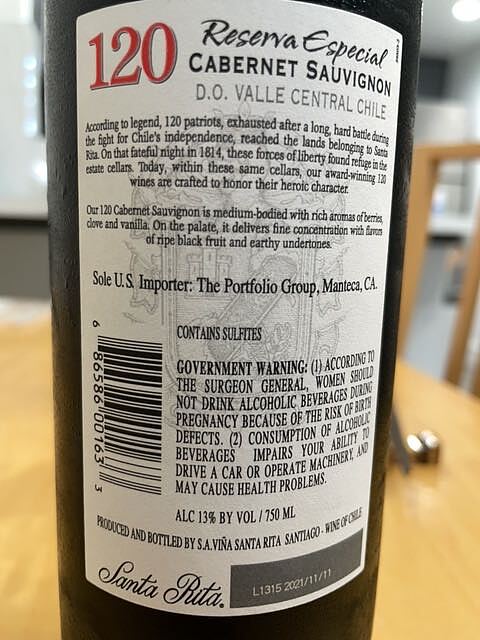 120
Reserva Especial
CABERNET SAUVIGNON
D.O. VALLE CENTRAL CHILE
According to legend, 120 patriots, exhausted after a long, hard battle during
the fight for Chile's independence, reached the lands belonging to Santa
Rita. On that fateful night in 1814, these forces of liberty found refuge in the
estate cellars. Today, within these same cellars, our award-winning 120
wines are crafted to honor their heroic character.
Our 120 Cabernet Sauvignon is medium-bodied with rich aromas of berries,
clove and vanilla. On the palate, it delivers fine concentration with flavors
of ripe black fruit and earthy undertones.
Sole U.S. Importer: The Portfolio Group, Manteca, CA.
CONTAINS SULFITES
GOVERNMENT WARNING: (1) ACCORDING TO
THE SURGEON GENERAL, WOMEN SHOULD
NOT DRINK ALCOHOLIC BEVERAGES DURING
PREGNANCY BECAUSE OF THE RISK OF BIRTH
DEFECTS. (2) CONSUMPTION OF ALCOHOLIC
BEVERAGES IMPAIRS YOUR ABILITY TO
DRIVE A CAR OR OPERATE MACHINERY, AND
MAY CAUSE HEALTH PROBLEMS.
6 86586 00163 3
ALC 13% BY VOL / 750 ML
PRODUCED AND BOTTLED BY S.A. VIÑA SANTA RITA SANTIAGO - WINE OF CHILE
Santa Rita.
L1315 2021/11/11